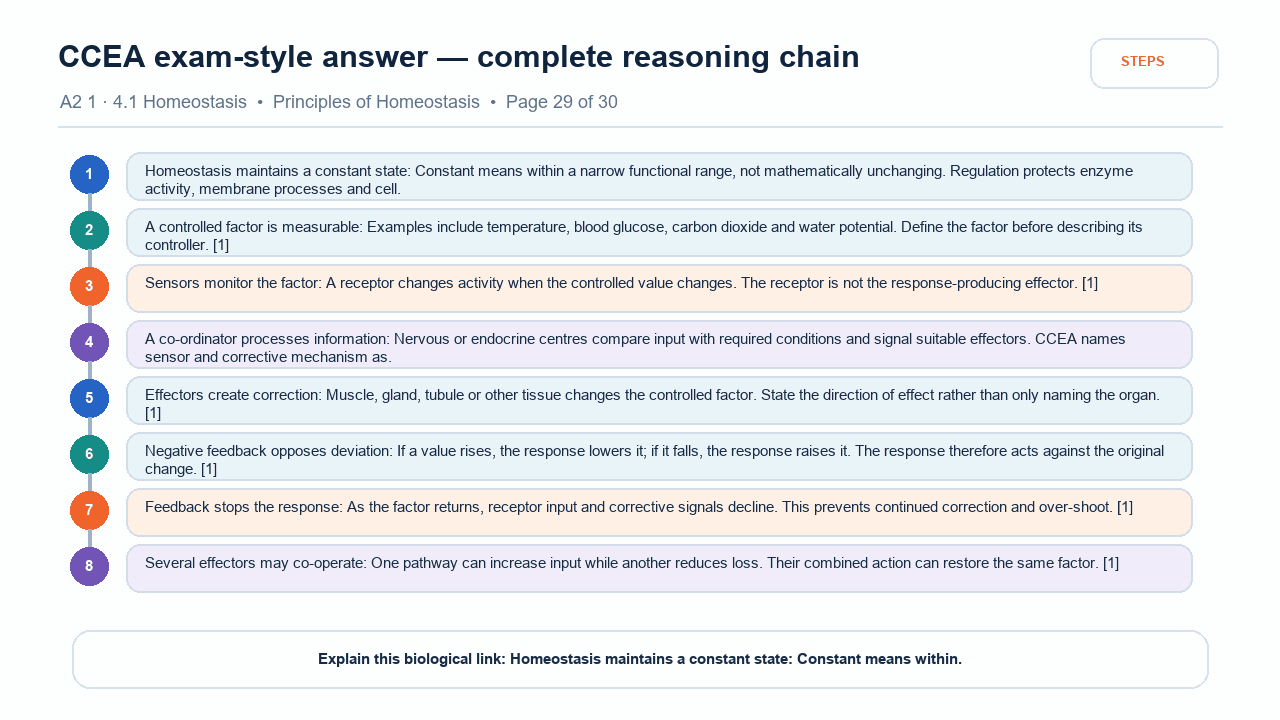 CCEA exam-style answer — complete reasoning chain
STEPS
A2 1 · 4.1 Homeostasis • Principles of Homeostasis • Page 29 of 30
1
Homeostasis maintains a constant state: Constant means within a narrow functional range, not mathematically unchanging. Regulation protects enzyme
activity, membrane processes and cell.
2
A controlled factor is measurable: Examples include temperature, blood glucose, carbon dioxide and water potential. Define the factor before describing its
controller. [1]
3
Sensors monitor the factor: A receptor changes activity when the controlled value changes. The receptor is not the response-producing effector. [1]
4
A co-ordinator processes information: Nervous or endocrine centres compare input with required conditions and signal suitable effectors. CCEA names
sensor and corrective mechanism as.
5
Effectors create correction: Muscle, gland, tubule or other tissue changes the controlled factor. State the direction of effect rather than only naming the organ.
[1]
6
Negative feedback opposes deviation: If a value rises, the response lowers it; if it falls, the response raises it. The response therefore acts against the original
change. [1]
7
Feedback stops the response: As the factor returns, receptor input and corrective signals decline. This prevents continued correction and over-shoot. [1]
8
Several effectors may co-operate: One pathway can increase input while another reduces loss. Their combined action can restore the same factor. [1]
Explain this biological link: Homeostasis maintains a constant state: Constant means within.